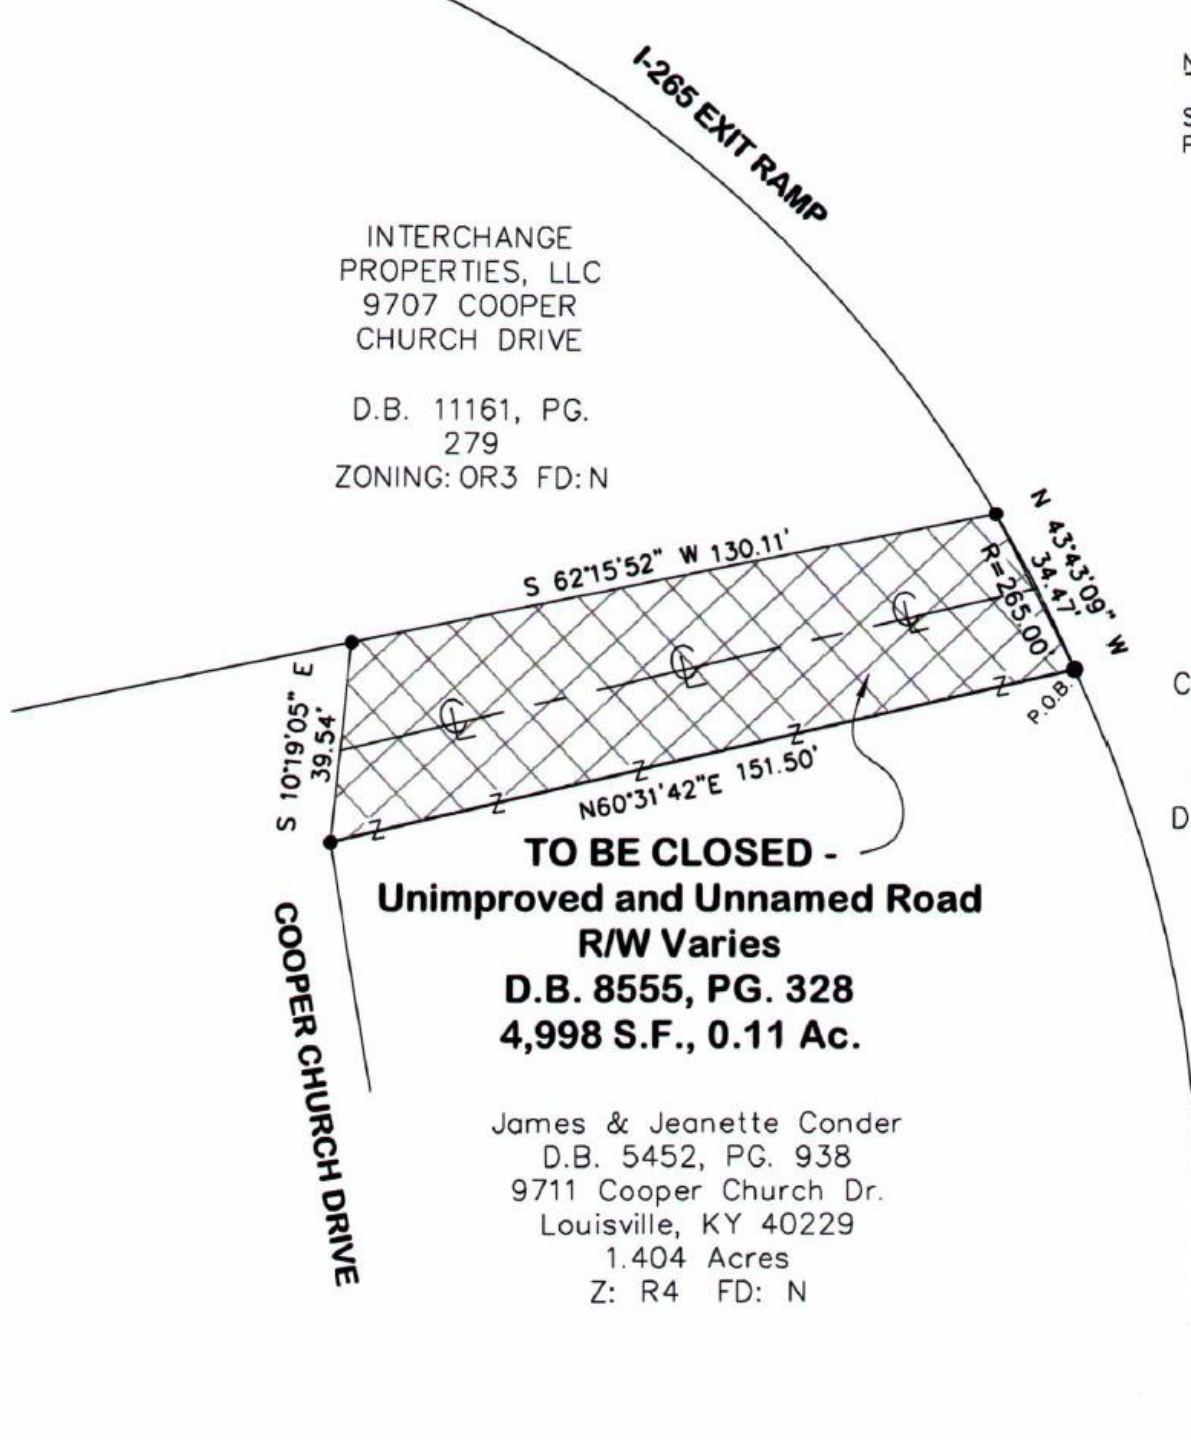 I-265 EXIT RAMP
N
S
F
INTERCHANGE
PROPERTIES, LLC
9707 COOPER
CHURCH DRIVE
D.B. 11161, PG.
279
ZONING: OR3 FD: N
S 62°15'52" W 130.11'
N 43°43'09" W
34.47'
R=265.00'
P.O.B.
S 10°19'05" E
39.54'
C
D
Z
Z
Z
Z
Z
N60°31'42"E 151.50'
TO BE CLOSED -
Unimproved and Unnamed Road
R/W Varies
D.B. 8555, PG. 328
4,998 S.F., 0.11 Ac.
COOPER CHURCH DRIVE
James & Jeanette Conder
D.B. 5452, PG. 938
9711 Cooper Church Dr.
Louisville, KY 40229
1.404 Acres
Z: R4 FD: N